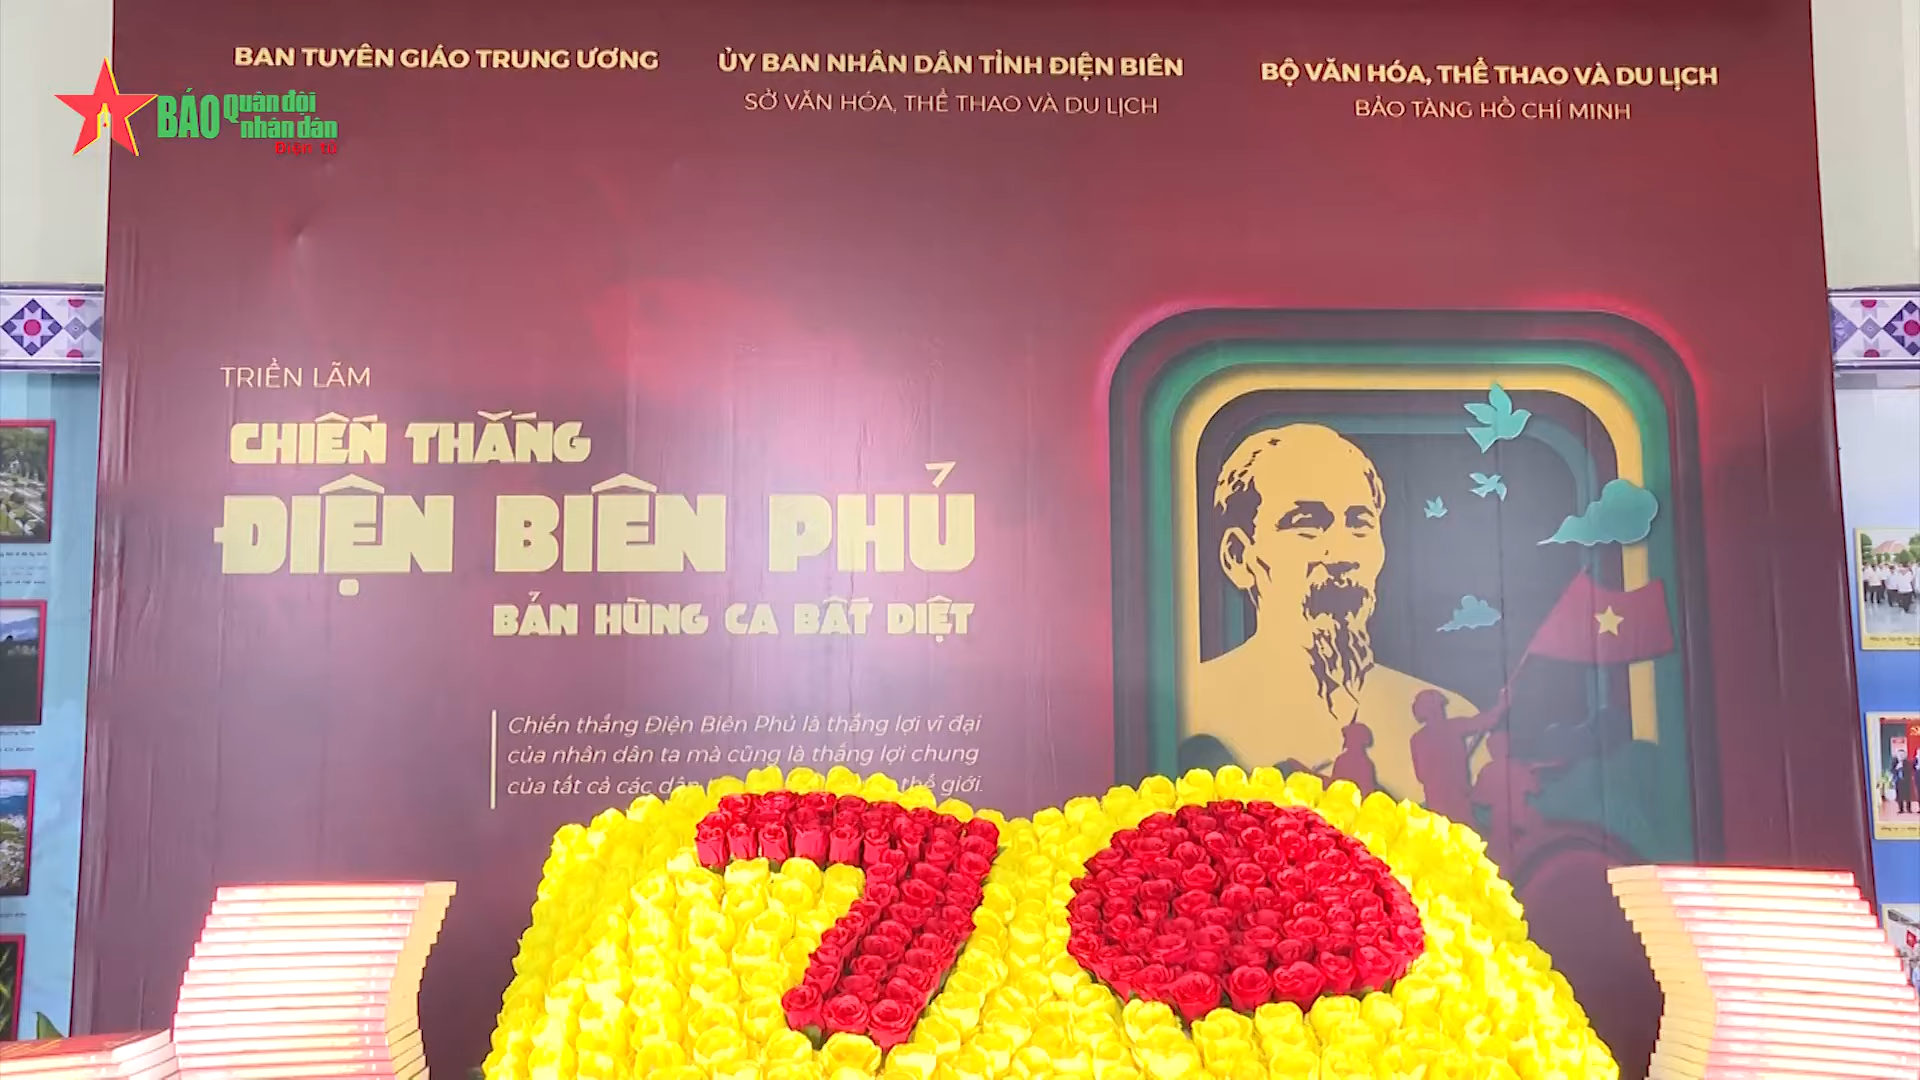 BAN TUYÊN GIÁO TRUNG ƯƠNG
ỦY BAN NHÂN DÂN TỈNH ĐIỆN BIÊN
SỞ VĂN HÓA, THỂ THAO VÀ DU LỊCH
BỘ VĂN HÓA, THỂ THAO VÀ DU LỊCH
BẢO TÀNG HỒ CHÍ MINH
BÁO Quân đội
nhân dân
Điện tử
TRIỂN LÃM
CHIẾN THẮNG
ĐIỆN BIÊN PHỦ
BẢN HÙNG CA BẤT DIỆT
Chiến thắng Điện Biên Phủ là thắng lợi vĩ đại
của nhân dân ta mà cũng là thắng lợi chung
của tất cả các thế giới.
70